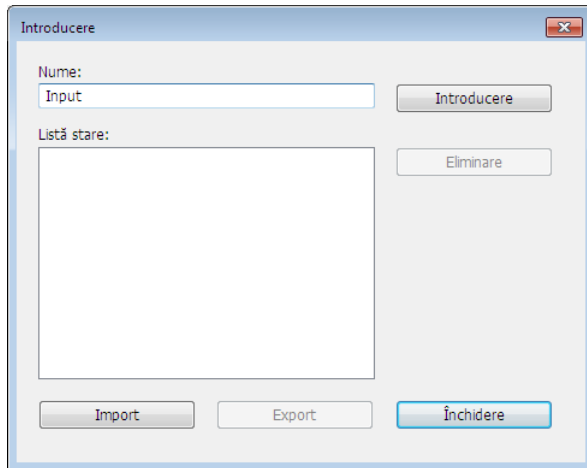 Introducere
Nume:
Input
Introducere
Listă stare:
Eliminare
Import
Export
Închidere